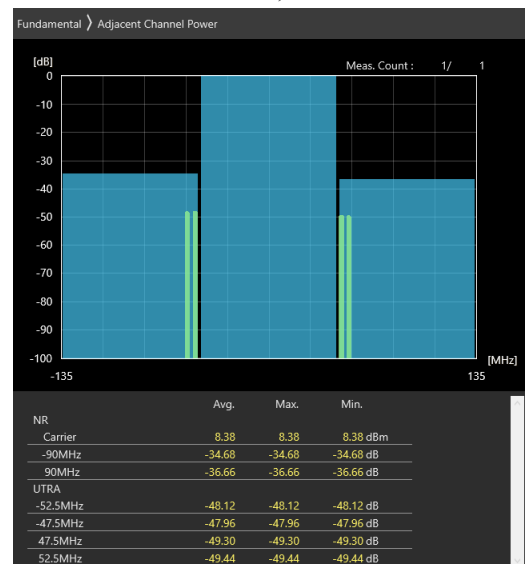 Fundamental 〉 Adjacent Channel Power
[dB]
Meas. Count : 1/ 1
0
-10
-20
-30
-40
-50
-60
-70
-80
-90
-100
[MHz]
-135 135
Avg. Max. Min.
NR
Carrier 8.38 8.38 8.38 dBm
-90MHz -34.68 -34.68 -34.68 dB
90MHz -36.66 -36.66 -36.66 dB
UTRA
-52.5MHz -48.12 -48.12 -48.12 dB
-47.5MHz -47.96 -47.96 -47.96 dB
47.5MHz -49.30 -49.30 -49.30 dB
52.5MHz -49.44 -49.44 -49.44 dB